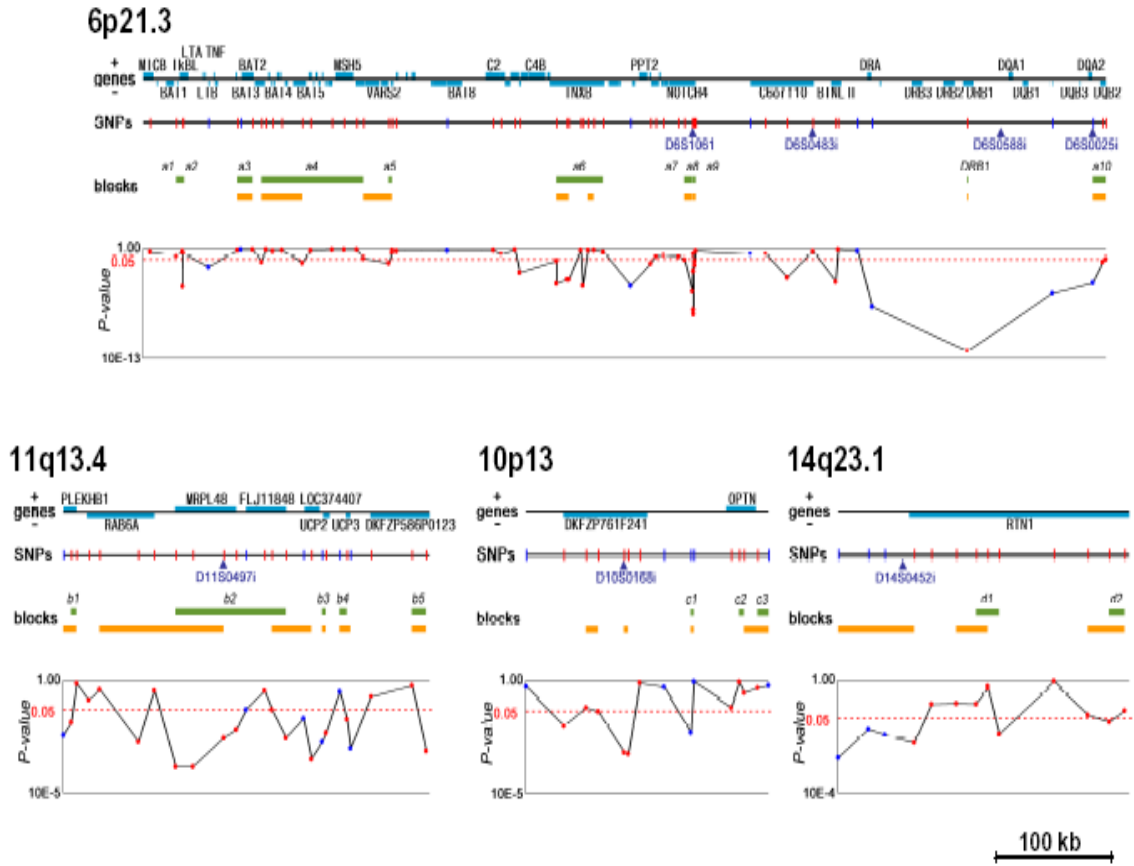 6p21.3
LTA TNF
+ MICB IkBL BAT2 MSH5 C2 C4B PPT2 DRA DQA1 DQA2
genes
- BAT1 LTB BAT3 BAT4 BAT5 VARS2 BAT8 TNXB NOTCH4 C6orf10 BTNL II DRB3 DRB2 DRB1 DQB1 DQB3 DQB2
SNPs
D6S1061 D6S0483i D6S0588i D6S0025i
a1 a2 a3 a4 a5 a6 a7 a8 a9 DRB1 a10
blocks
1.00
0.05
P-value
10E-13
11q13.4
+ PLEKHB1 MRPL48 FLJ11848 LOC374407
genes
- RAB6A UCP2 UCP3 DKFZP586P0123
SNPs
D11S0497i
b1 b2 b3 b4 b5
blocks
1.00
0.05
P-value
10E-5
10p13
+ OPTN
genes
- DKFZP761F241
SNPs
D10S0168i
c1 c2 c3
blocks
1.00
0.05
P-value
10E-5
14q23.1
+
genes
- RTN1
SNPs
D14S0452i
d1 d2
blocks
1.00
0.05
P-value
10E-4
100 kb